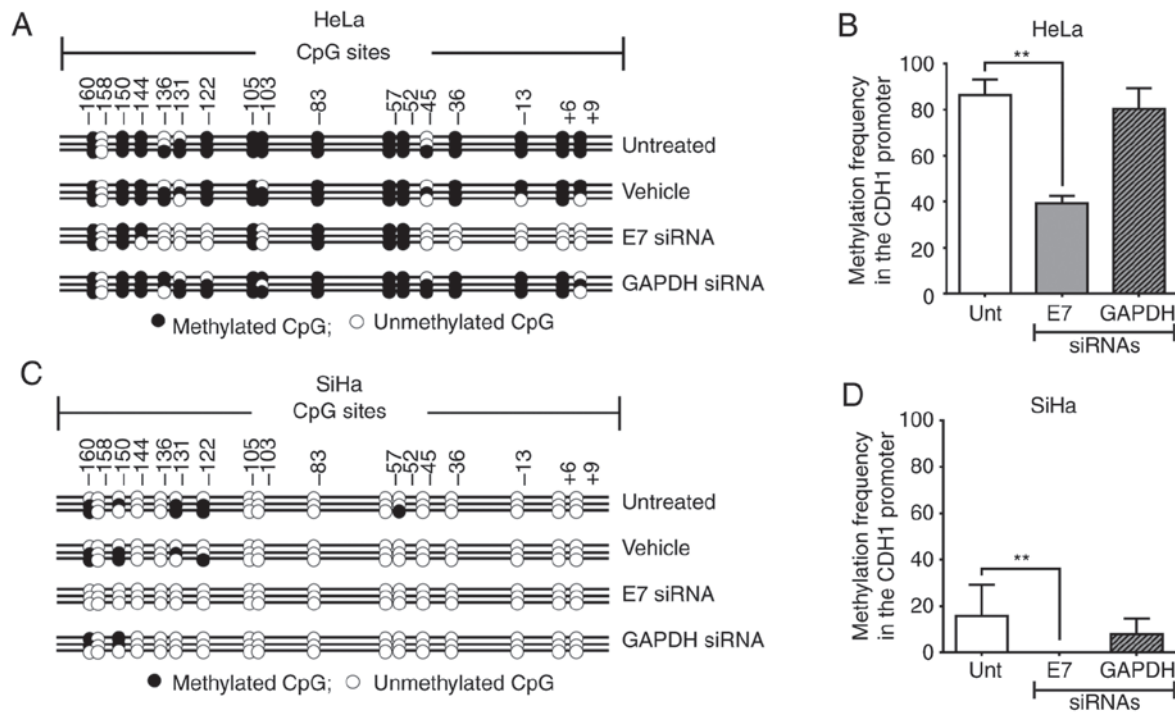 A
HeLa
CpG sites
–160
–158
–150
–144
–136
–131
–122
–105
–103
–83
–57
–52
–45
–36
–13
+6
+9
Untreated
Vehicle
E7 siRNA
GAPDH siRNA
Methylated CpG; Unmethylated CpG
B
HeLa
**
Methylation frequency
in the CDH1 promoter
100
80
60
40
20
0
Unt E7 GAPDH
siRNAs
C
SiHa
CpG sites
–160
–158
–150
–144
–136
–131
–122
–105
–103
–83
–57
–52
–45
–36
–13
+6
+9
Untreated
Vehicle
E7 siRNA
GAPDH siRNA
Methylated CpG; Unmethylated CpG
D
SiHa
**
Methylation frequency
in the CDH1 promoter
100
80
60
40
20
0
Unt E7 GAPDH
siRNAs